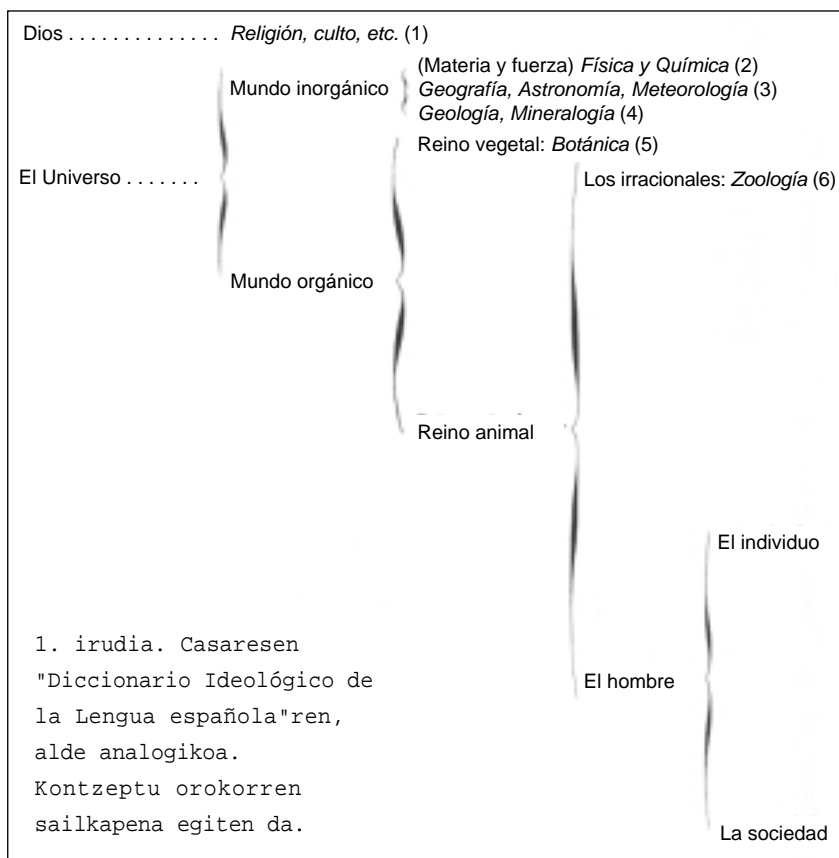 Dios . . . . . . . . . . . . . . Religión, culto, etc. (1)
(Materia y fuerza) Física y Química (2)
Mundo inorgánico
Geografía, Astronomía, Meteorología (3)
Geología, Mineralogía (4)
Reino vegetal: Botánica (5)
El Universo . . . . . . .
Los irracionales: Zoología (6)
Mundo orgánico
Reino animal
El individuo
1. irudia. Casaresen
"Diccionario Ideológico de
la Lengua española"ren,
alde analogikoa.
Kontzeptu orokorren
sailkapena egiten da.
El hombre
La sociedad